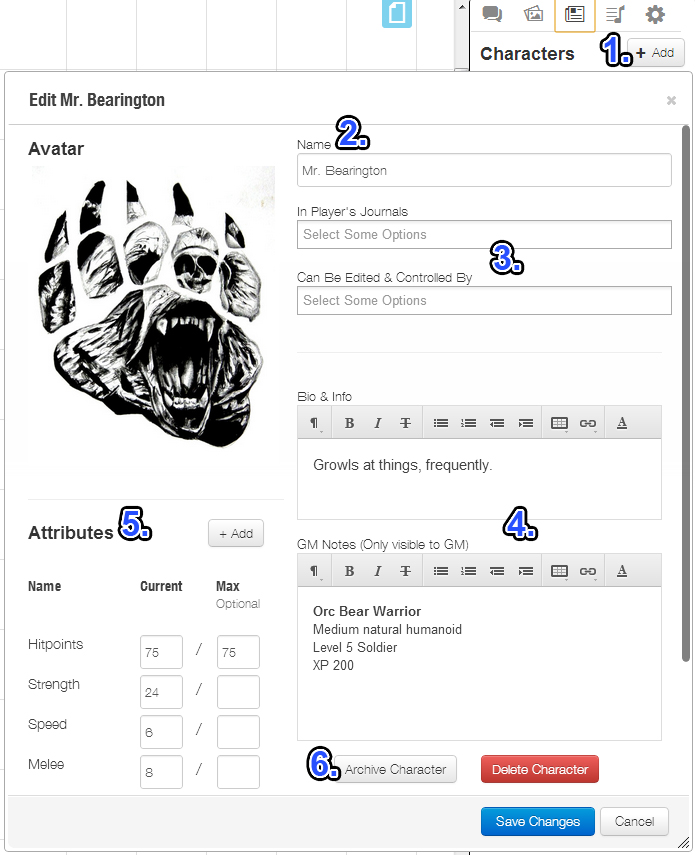 Characters
1.
+ Add
Edit Mr. Bearington
×
Avatar
Name
2.
Mr. Bearington
In Player's Journals
Select Some Options
3.
Can Be Edited & Controlled By
Select Some Options
Bio & Info
¶ B I T A
Growls at things, frequently.
4.
GM Notes (Only visible to GM)
¶ B I T A
Orc Bear Warrior
Medium natural humanoid
Level 5 Soldier
XP 200
Attributes
5.
+ Add
Name Current Max
Optional
Hitpoints 75 / 75
Strength 24 /
Speed 6 /
Melee 8 /
6.
Archive Character
Delete Character
Save Changes
Cancel